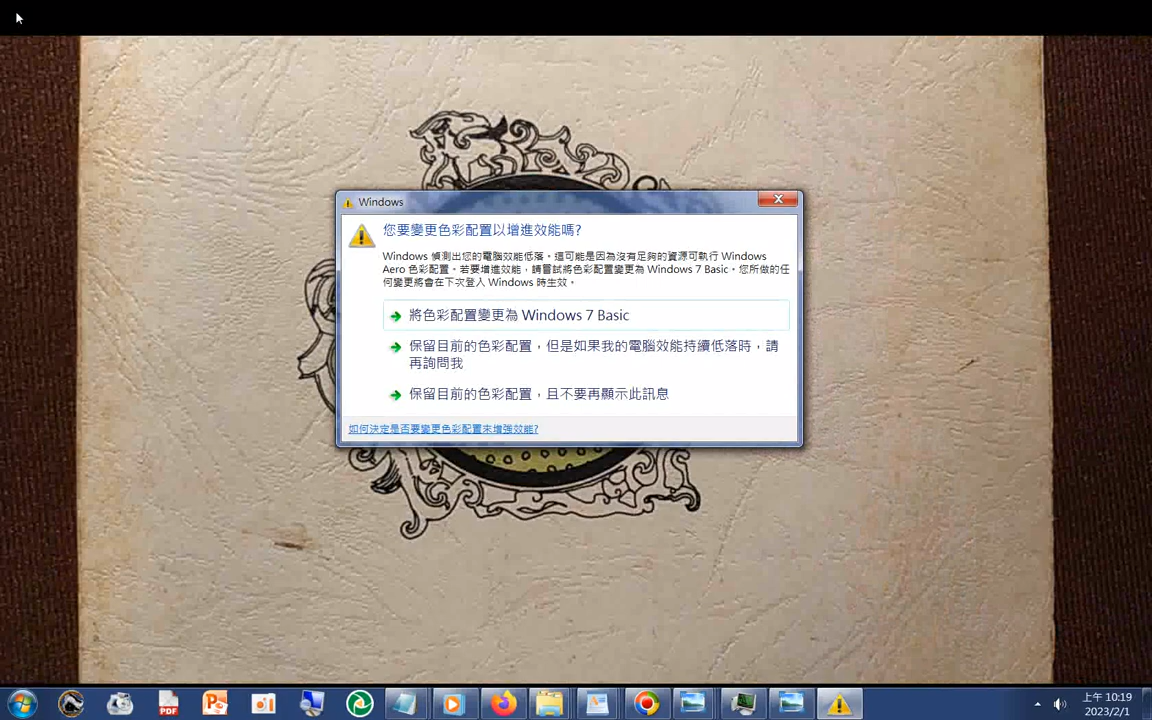 Windows
您要變更色彩配置以增進效能嗎?
Windows 偵測出您的電腦效能低落。這可能是因為沒有足夠的資源可執行 Windows
Aero 色彩配置。若要增進效能，請嘗試將色彩配置變更為 Windows 7 Basic。您所做的任
何變更將會在下次登入 Windows 時生效。
將色彩配置變更為 Windows 7 Basic
保留目前的色彩配置，但是如果我的電腦效能持續低落時，請
再詢問我
保留目前的色彩配置，且不要再顯示此訊息
如何決定是否要變更色彩配置來增強效能?
PDF
上午 10:19
2023/2/1